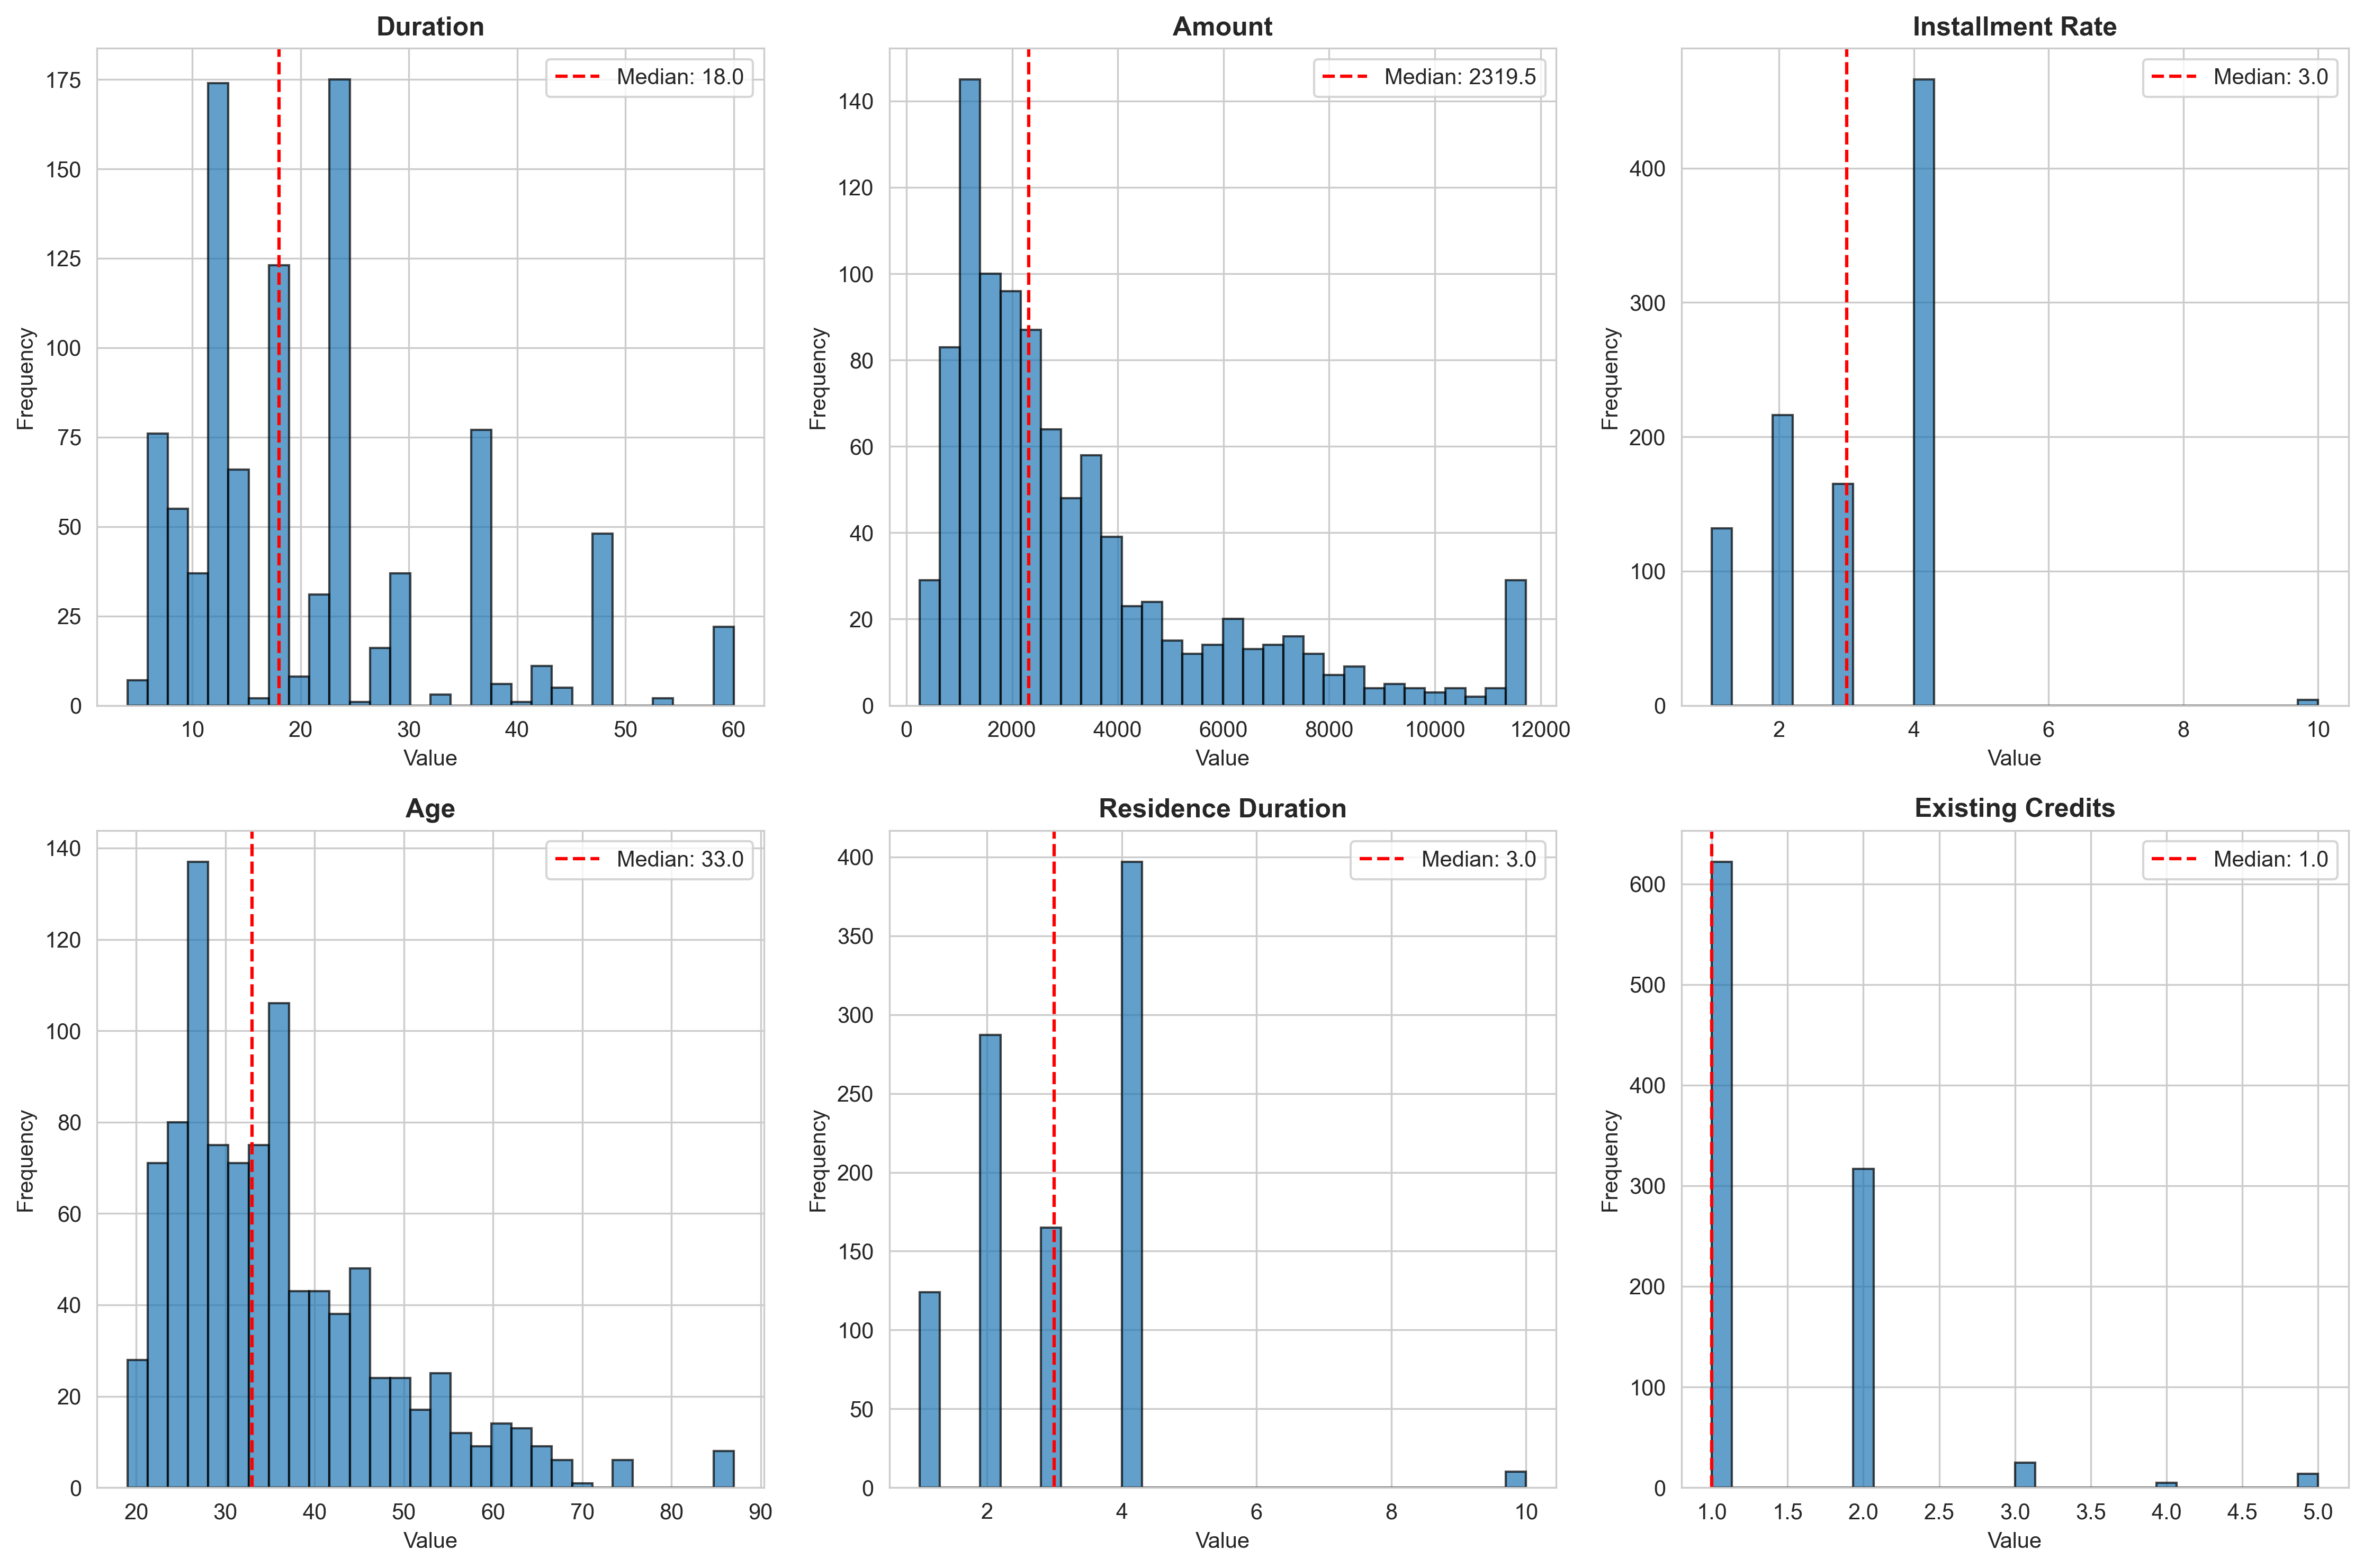 Duration
Median: 18.0
Frequency
175
150
125
100
75
50
25
0
10 20 30 40 50 60
Value
Amount
Median: 2319.5
Frequency
140
120
100
80
60
40
20
0
0 2000 4000 6000 8000 10000 12000
Value
Installment Rate
Median: 3.0
Frequency
400
300
200
100
0
2 4 6 8 10
Value
Age
Median: 33.0
Frequency
140
120
100
80
60
40
20
0
20 30 40 50 60 70 80 90
Value
Residence Duration
Median: 3.0
Frequency
400
350
300
250
200
150
100
50
0
2 4 6 8 10
Value
Existing Credits
Median: 1.0
Frequency
600
500
400
300
200
100
0
1.0 1.5 2.0 2.5 3.0 3.5 4.0 4.5 5.0
Value